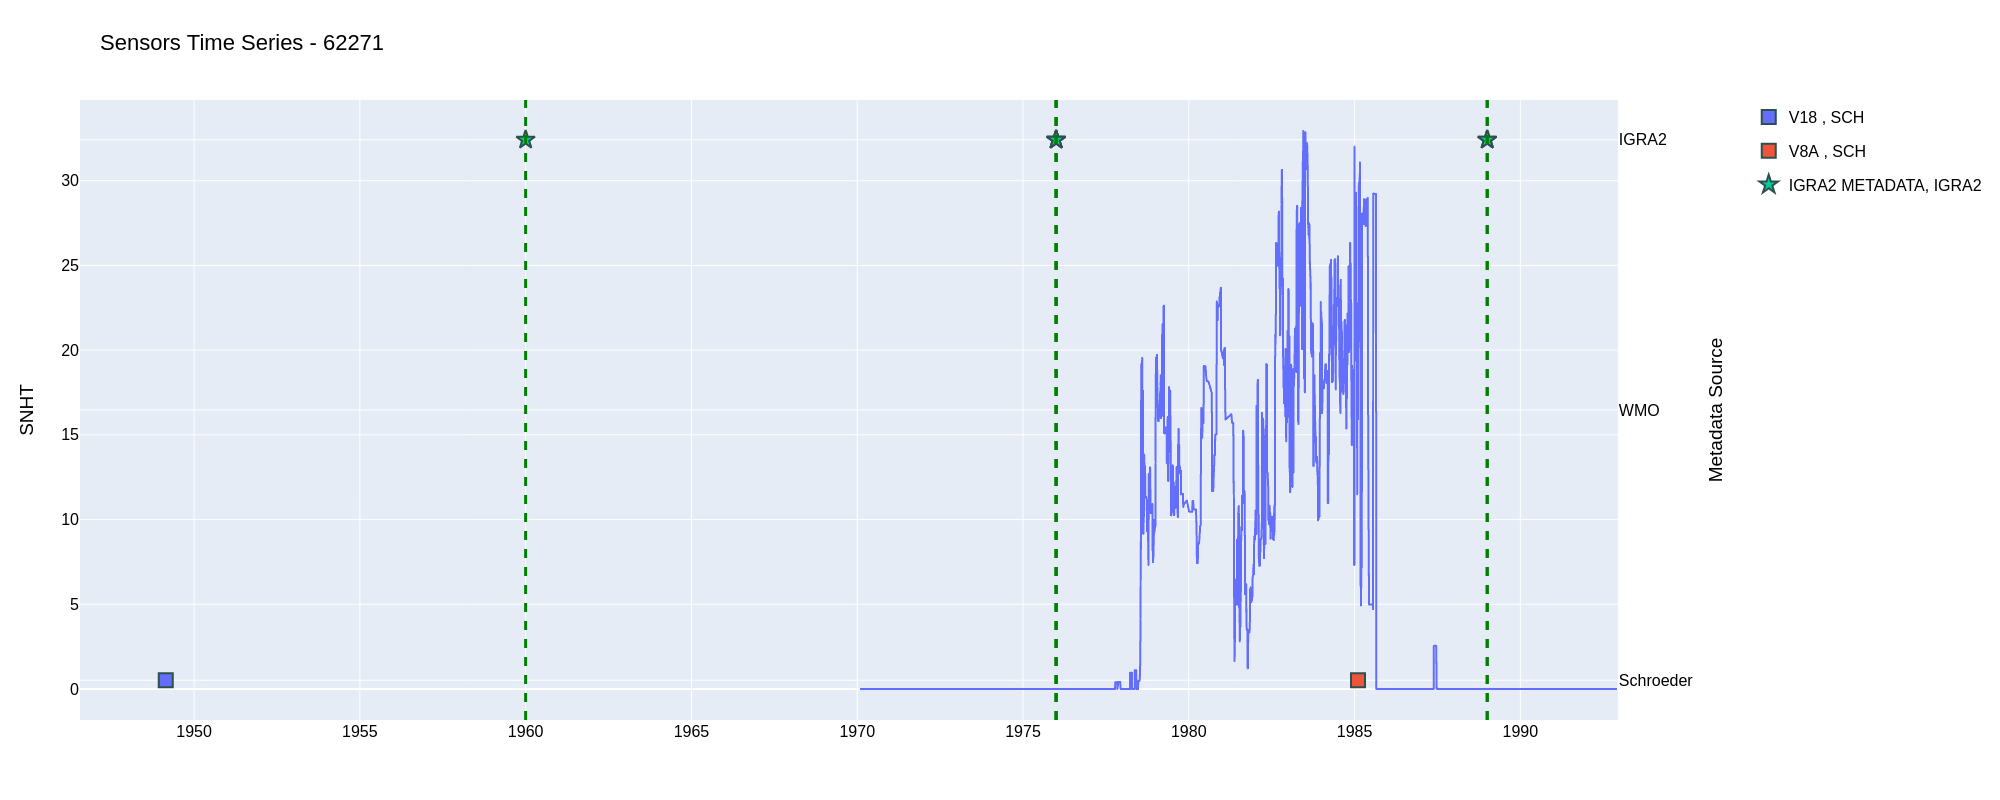 Sensors Time Series - 62271
V18 , SCH
V8A , SCH
IGRA2 METADATA, IGRA2
SNHT
30
25
20
15
10
5
0
IGRA2
WMO
Schroeder
Metadata Source
1950
1955
1960
1965
1970
1975
1980
1985
1990